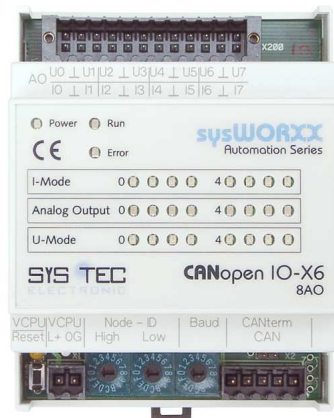 X200
AO U0 ⊥ U1 U2 ⊥ U3 U4 ⊥ U5 U6 ⊥ U7
I0 ⊥ I1 I2 ⊥ I3 I4 ⊥ I5 I6 ⊥ I7
Power Run
sysWORXX
Automation Series
CE Error
I-Mode 0 4
Analog Output 0 4
U-Mode 0 4
SYS TEC
ELECTRONIC
CANopen IO-X6
8AO
VCPU VCPU Node - ID Baud CANterm
Reset L+ 0G High Low CAN
X2